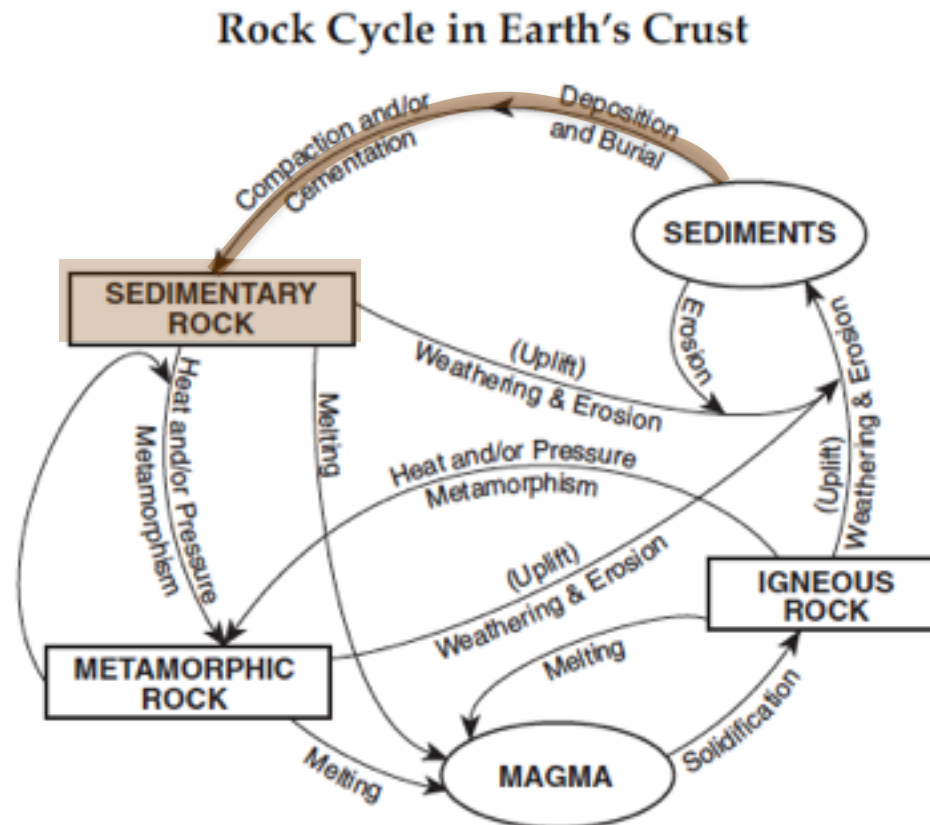 Rock Cycle in Earth's Crust
Deposition
and Burial
Compaction and/or
Cementation
SEDIMENTS
SEDIMENTARY
ROCK
Erosion
(Uplift)
Weathering & Erosion
(Uplift)
Weathering & Erosion
Heat and/or Pressure
Metamorphism
Melting
Heat and/or Pressure
Metamorphism
(Uplift)
Weathering & Erosion
IGNEOUS
ROCK
METAMORPHIC
ROCK
Melting
Solidification
Melting
MAGMA